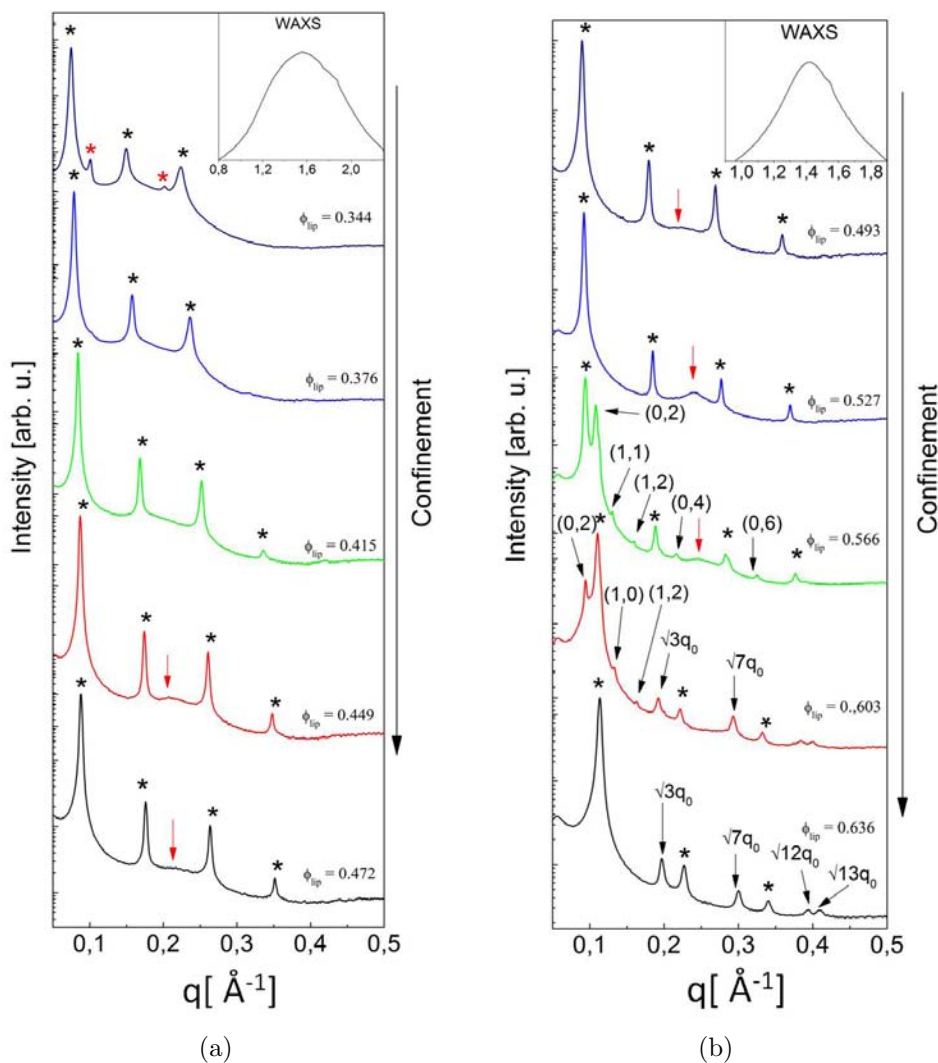 WAXS
0,8 1,2 1,6 2,0
* * * *
* *
ϕlip = 0.344
* * *
ϕlip = 0.376
* * * *
ϕlip = 0.415
* * * *
ϕlip = 0.449
* * * *
ϕlip = 0.472
Intensity [arb. u.]
Confinement
0,1 0,2 0,3 0,4 0,5
q[ Å-1]
(a)
WAXS
1,0 1,2 1,4 1,6 1,8
* * * *
ϕlip = 0.493
* * * *
ϕlip = 0.527
* * * *
(0,2)
(1,1)
(1,2)
(0,4)
(0,6)
ϕlip = 0.566
(0,2)
* * *
(1,0)
(1,2)
√3q0
√7q0
ϕlip = 0.,603
* * *
√3q0
√7q0
ϕlip = 0.636
√12q0
√13q0
Intensity [arb. u.]
Confinement
0,1 0,2 0,3 0,4 0,5
q[ Å-1]
(b)